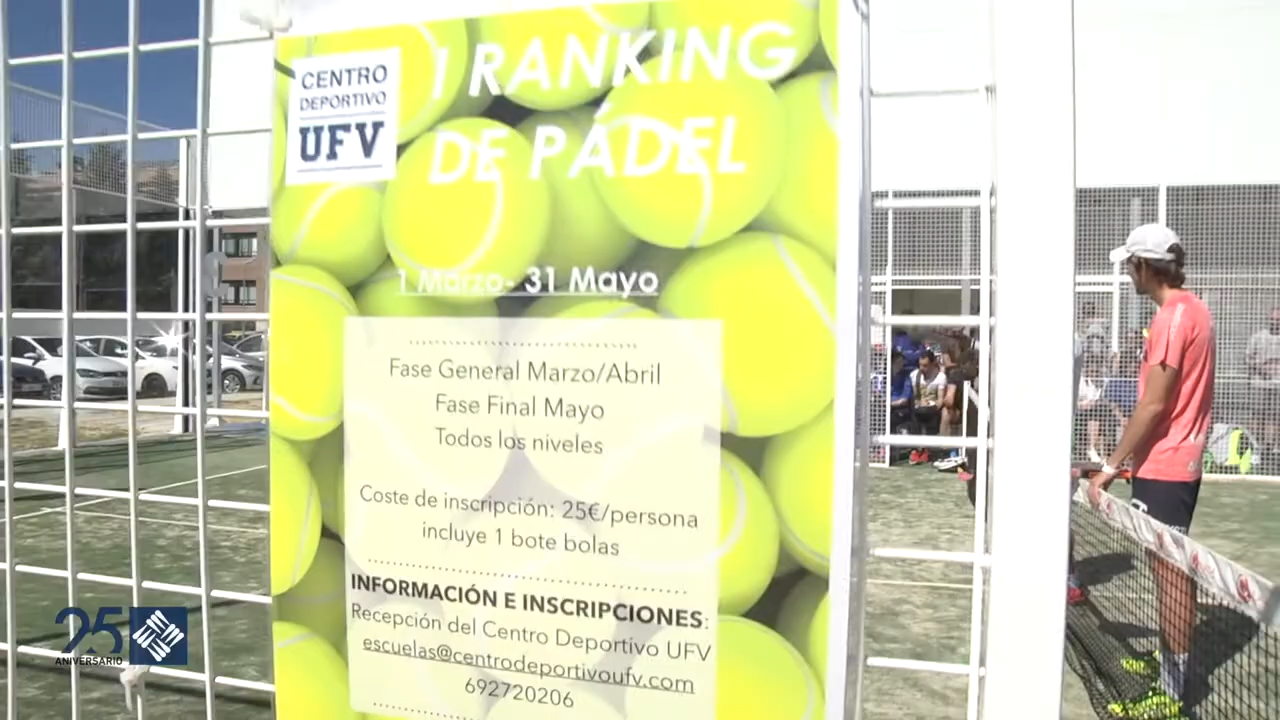 CENTRO
DEPORTIVO
UFV
I RANKING
DE PÁDEL
1 Marzo- 31 Mayo
Fase General Marzo/Abril
Fase Final Mayo
Todos los niveles
Coste de inscripción: 25€/persona
incluye 1 bote bolas
INFORMACIÓN E INSCRIPCIONES:
Recepción del Centro Deportivo UFV
escuelas@centrodeportivoufv.com
692720206
25
ANIVERSARIO